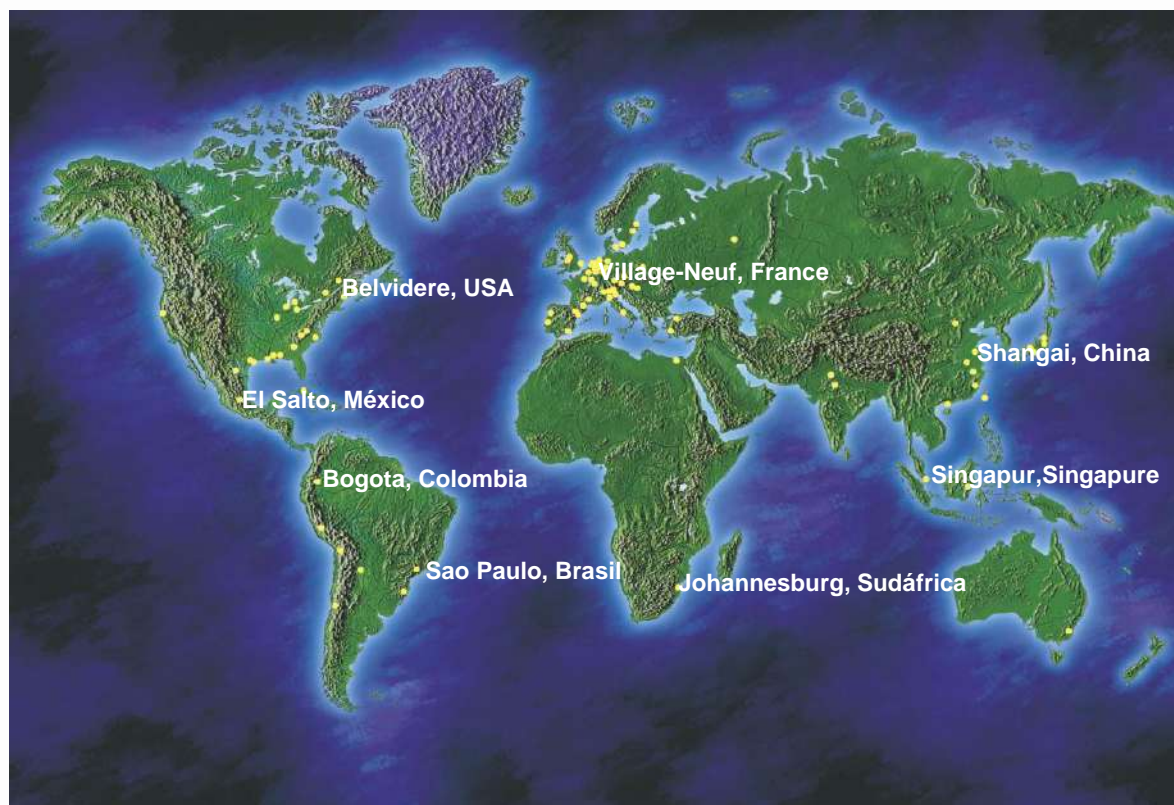 Village-Neuf, France
Belvidere, USA
Shangai, China
El Salto, México
Bogota, Colombia
Singapur,Singapure
Sao Paulo, Brasil
Johannesburg, Sudáfrica